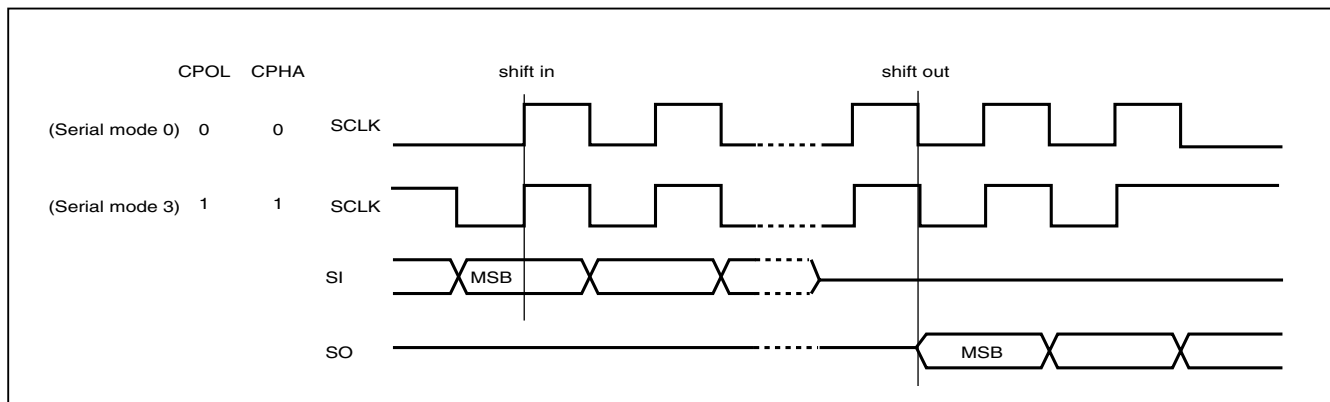 CPOL CPHA shift in shift out
(Serial mode 0) 0 0 SCLK
(Serial mode 3) 1 1 SCLK
SI MSB
SO MSB